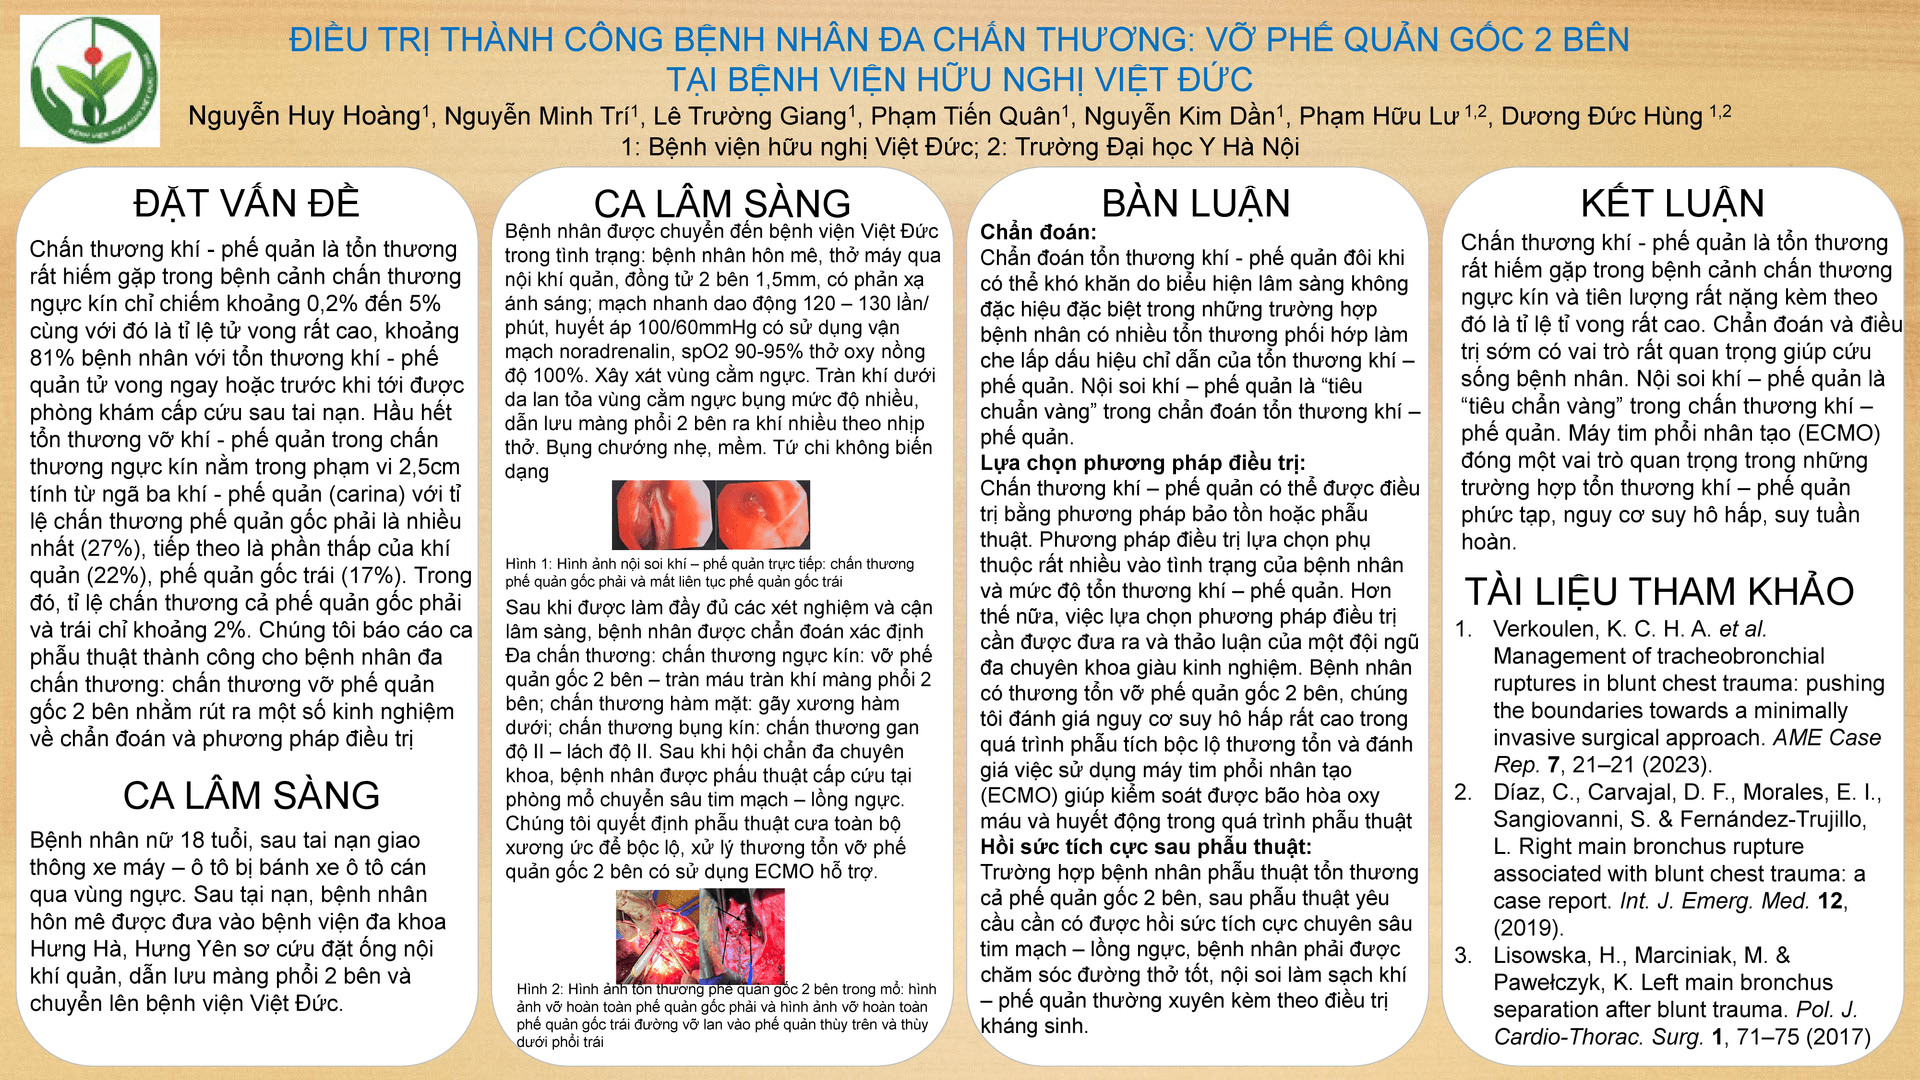 ĐIỀU TRỊ THÀNH CÔNG BỆNH NHÂN ĐA CHẤN THƯƠNG: VỠ PHẾ QUẢN GỐC 2 BÊN
TẠI BỆNH VIỆN HỮU NGHỊ VIỆT ĐỨC
Nguyễn Huy Hoàng1, Nguyễn Minh Trí1, Lê Trường Giang1, Phạm Tiến Quân1, Nguyễn Kim Dần1, Phạm Hữu Lư 1,2, Dương Đức Hùng 1,2
1: Bệnh viện hữu nghị Việt Đức; 2: Trường Đại học Y Hà Nội
ĐẶT VẤN ĐỀ
Chấn thương khí - phế quản là tổn thương
rất hiếm gặp trong bệnh cảnh chấn thương
ngực kín chỉ chiếm khoảng 0,2% đến 5%
cùng với đó là tỉ lệ tử vong rất cao, khoảng
81% bệnh nhân với tổn thương khí - phế
quản tử vong ngay hoặc trước khi tới được
phòng khám cấp cứu sau tai nạn. Hầu hết
tổn thương vỡ khí - phế quản trong chấn
thương ngực kín nằm trong phạm vi 2,5cm
tính từ ngã ba khí - phế quản (carina) với tỉ
lệ chấn thương phế quản gốc phải là nhiều
nhất (27%), tiếp theo là phần thấp của khí
quản (22%), phế quản gốc trái (17%). Trong
đó, tỉ lệ chấn thương cả phế quản gốc phải
và trái chỉ khoảng 2%. Chúng tôi báo cáo ca
phẫu thuật thành công cho bệnh nhân đa
chấn thương: chấn thương vỡ phế quản
gốc 2 bên nhằm rút ra một số kinh nghiệm
về chẩn đoán và phương pháp điều trị
CA LÂM SÀNG
Bệnh nhân nữ 18 tuổi, sau tai nạn giao
thông xe máy – ô tô bị bánh xe ô tô cán
qua vùng ngực. Sau tại nạn, bệnh nhân
hôn mê được đưa vào bệnh viện đa khoa
Hưng Hà, Hưng Yên sơ cứu đặt ống nội
khí quản, dẫn lưu màng phổi 2 bên và
chuyển lên bệnh viện Việt Đức.
CA LÂM SÀNG
Bệnh nhân được chuyển đến bệnh viện Việt Đức
trong tình trạng: bệnh nhân hôn mê, thở máy qua
nội khí quản, đồng tử 2 bên 1,5mm, có phản xạ
ánh sáng; mạch nhanh dao động 120 – 130 lần/
phút, huyết áp 100/60mmHg có sử dụng vận
mạch noradrenalin, spO2 90-95% thở oxy nồng
độ 100%. Xây xát vùng cằm ngực. Tràn khí dưới
da lan tỏa vùng cằm ngực bụng mức độ nhiều,
dẫn lưu màng phổi 2 bên ra khí nhiều theo nhịp
thở. Bụng chướng nhẹ, mềm. Tứ chi không biến
dạng
Hình 1: Hình ảnh nội soi khí – phế quản trực tiếp: chấn thương
phế quản gốc phải và mất liên tục phế quản gốc trái
Sau khi được làm đầy đủ các xét nghiệm và cận
lâm sàng, bệnh nhân được chẩn đoán xác định
Đa chấn thương: chấn thương ngực kín: vỡ phế
quản gốc 2 bên – tràn máu tràn khí màng phổi 2
bên; chấn thương hàm mặt: gãy xương hàm
dưới; chấn thương bụng kín: chấn thương gan
độ II – lách độ II. Sau khi hội chẩn đa chuyên
khoa, bệnh nhân được phấu thuật cấp cứu tại
phòng mổ chuyển sâu tim mạch – lồng ngực.
Chúng tôi quyết định phẫu thuật cưa toàn bộ
xương ức để bộc lộ, xử lý thương tổn vỡ phế
quản gốc 2 bên có sử dụng ECMO hỗ trợ.
Hình 2: Hình ảnh tổn thương phế quản gốc 2 bên trong mổ: hình
ảnh vỡ hoàn toàn phế quản gốc phải và hình ảnh vỡ hoàn toàn
phế quản gốc trái đường vỡ lan vào phế quản thùy trên và thùy
dưới phổi trái
BÀN LUẬN
Chẩn đoán:
Chẩn đoán tổn thương khí - phế quản đôi khi
có thể khó khăn do biểu hiện lâm sàng không
đặc hiệu đặc biệt trong những trường hợp
bệnh nhân có nhiều tổn thương phối hớp làm
che lấp dấu hiệu chỉ dẫn của tổn thương khí –
phế quản. Nội soi khí – phế quản là “tiêu
chuẩn vàng” trong chẩn đoán tổn thương khí –
phế quản.
Lựa chọn phương pháp điều trị:
Chấn thương khí – phế quản có thể được điều
trị bằng phương pháp bảo tồn hoặc phẫu
thuật. Phương pháp điều trị lựa chọn phụ
thuộc rất nhiều vào tình trạng của bệnh nhân
và mức độ tổn thương khí – phế quản. Hơn
thế nữa, việc lựa chọn phương pháp điều trị
cần được đưa ra và thảo luận của một đội ngũ
đa chuyên khoa giàu kinh nghiệm. Bệnh nhân
có thương tổn vỡ phế quản gốc 2 bên, chúng
tôi đánh giá nguy cơ suy hô hấp rất cao trong
quá trình phẫu tích bộc lộ thương tổn và đánh
giá việc sử dụng máy tim phổi nhân tạo
(ECMO) giúp kiểm soát được bão hòa oxy
máu và huyết động trong quá trình phẫu thuật
Hồi sức tích cực sau phẫu thuật:
Trường hợp bệnh nhân phẫu thuật tổn thương
cả phế quản gốc 2 bên, sau phẫu thuật yêu
cầu cần có được hồi sức tích cực chuyên sâu
tim mạch – lồng ngực, bệnh nhân phải được
chăm sóc đường thở tốt, nội soi làm sạch khí
– phế quản thường xuyên kèm theo điều trị
kháng sinh.
KẾT LUẬN
Chấn thương khí - phế quản là tổn thương
rất hiếm gặp trong bệnh cảnh chấn thương
ngực kín và tiên lượng rất nặng kèm theo
đó là tỉ lệ tỉ vong rất cao. Chẩn đoán và điều
trị sớm có vai trò rất quan trọng giúp cứu
sống bệnh nhân. Nội soi khí – phế quản là
“tiêu chẩn vàng” trong chấn thương khí –
phế quản. Máy tim phổi nhân tạo (ECMO)
đóng một vai trò quan trọng trong những
trường hợp tổn thương khí – phế quản
phức tạp, nguy cơ suy hô hấp, suy tuần
hoàn.
TÀI LIỆU THAM KHẢO
1. Verkoulen, K. C. H. A. et al.
Management of tracheobronchial
ruptures in blunt chest trauma: pushing
the boundaries towards a minimally
invasive surgical approach. AME Case
Rep. 7, 21–21 (2023).
2. Díaz, C., Carvajal, D. F., Morales, E. I.,
Sangiovanni, S. & Fernández-Trujillo,
L. Right main bronchus rupture
associated with blunt chest trauma: a
case report. Int. J. Emerg. Med. 12,
(2019).
3. Lisowska, H., Marciniak, M. &
Pawełczyk, K. Left main bronchus
separation after blunt trauma. Pol. J.
Cardio-Thorac. Surg. 1, 71–75 (2017)